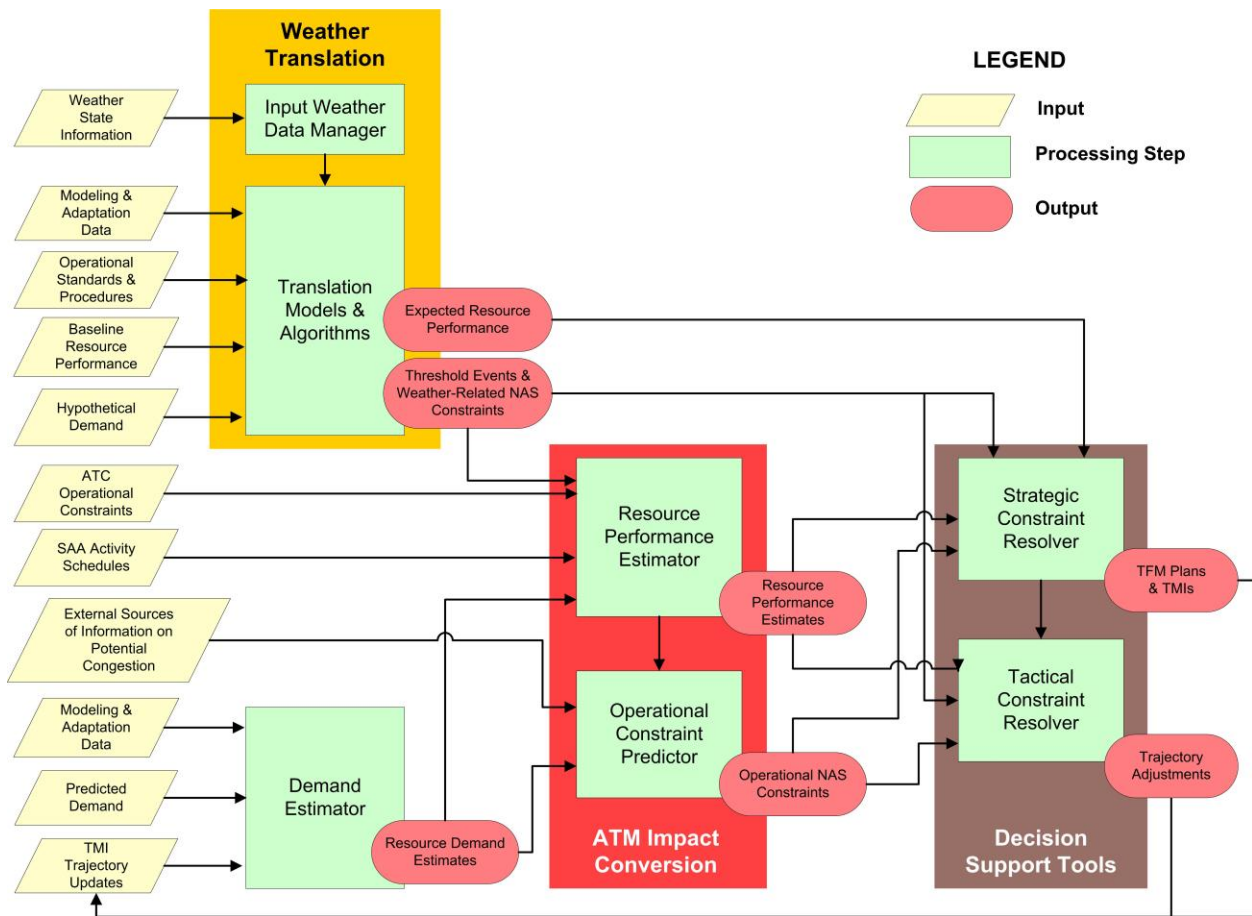 Weather
Translation
LEGEND
Input
Processing Step
Output
Weather
State
Information
Input Weather
Data Manager
Modeling &
Adaptation
Data
Operational
Standards &
Procedures
Baseline
Resource
Performance
Hypothetical
Demand
Translation
Models &
Algorithms
Expected Resource
Performance
Threshold Events &
Weather-Related NAS
Constraints
ATC
Operational
Constraints
SAA Activity
Schedules
External Sources
of Information on
Potential
Congestion
Resource
Performance
Estimator
Resource
Performance
Estimates
Strategic
Constraint
Resolver
TFM Plans
& TMIs
Modeling &
Adaptation
Data
Predicted
Demand
TMI
Trajectory
Updates
Demand
Estimator
Resource Demand
Estimates
Operational
Constraint
Predictor
Operational NAS
Constraints
Tactical
Constraint
Resolver
Trajectory
Adjustments
ATM Impact
Conversion
Decision
Support Tools